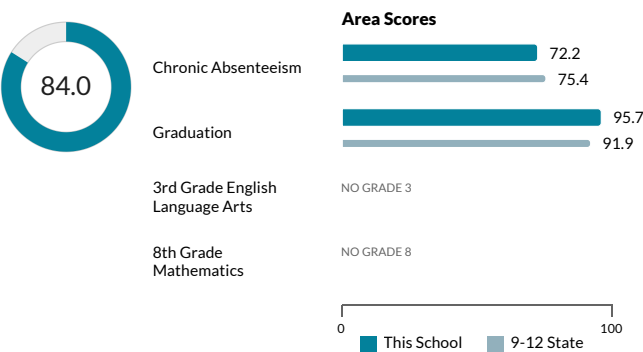 Area Scores
84.0
Chronic Absenteeism
72.2
75.4
Graduation
95.7
91.9
3rd Grade English
Language Arts
NO GRADE 3
8th Grade
Mathematics
NO GRADE 8
0
100
This School
9-12 State